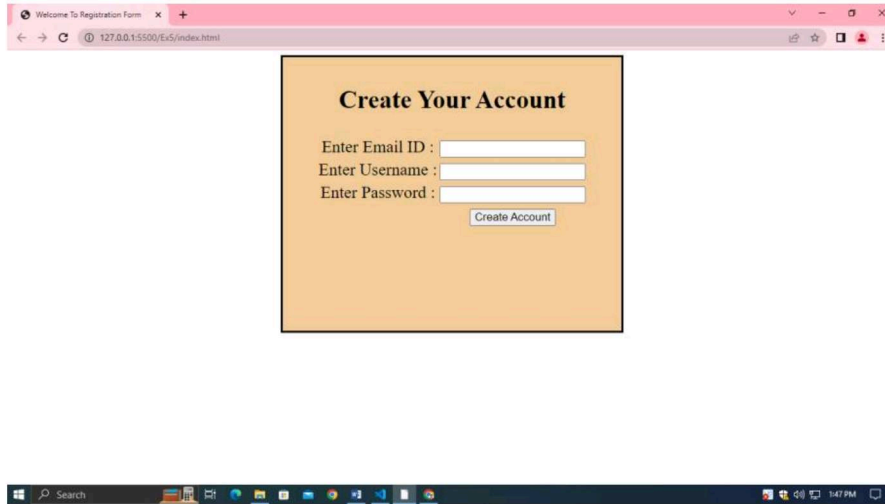 Welcome To Registration Form
127.0.0.1:5500/Ex5/index.html
Create Your Account
Enter Email ID :
Enter Username :
Enter Password :
Create Account
Search
1:47 PM